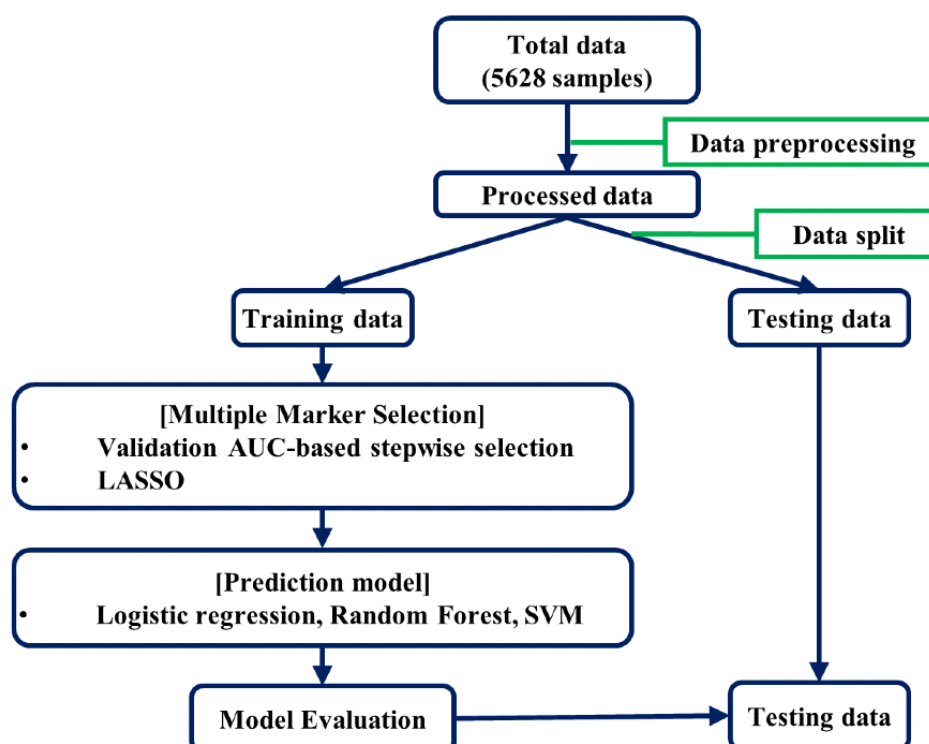 Total data
(5628 samples)
Data preprocessing
Processed data
Data split
Training data
Testing data
[Multiple Marker Selection]
• Validation AUC-based stepwise selection
• LASSO
[Prediction model]
• Logistic regression, Random Forest, SVM
Model Evaluation
Testing data